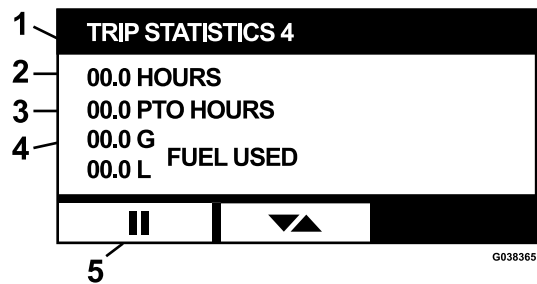 1 TRIP STATISTICS 4
2 00.0 HOURS
3 00.0 PTO HOURS
4 00.0 G
FUEL USED
00.0 L
5
G038365